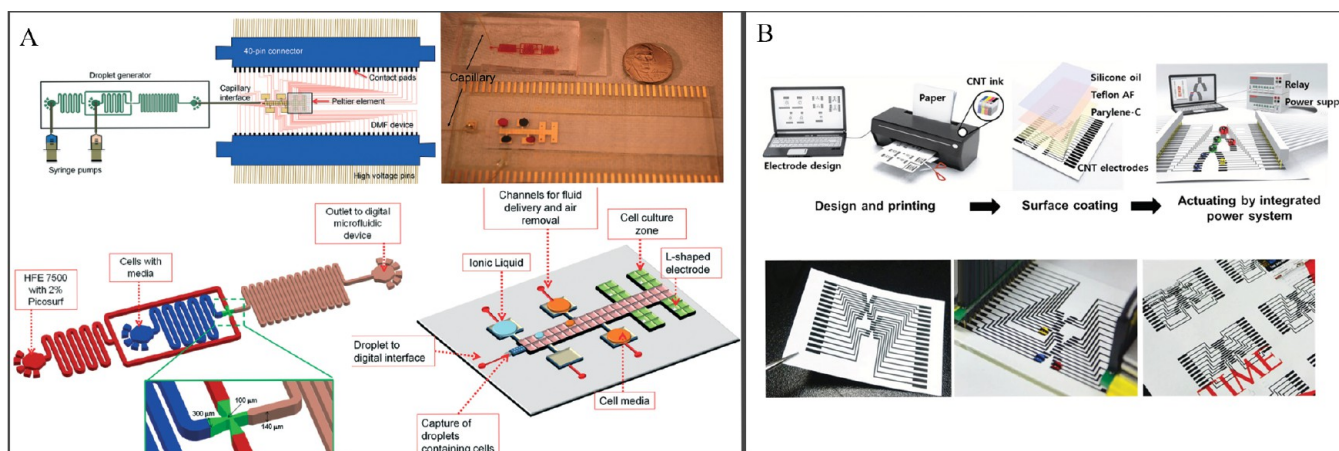 A
40-pin connector
Droplet generator
Contact pads
Capillary
interface
Peltier element
DMF device
Syringe pumps
High voltage pins
Capillary
Outlet to digital
microfluidic
device
HFE 7500
with 2%
Picosurf
Cells with
media
100 µm
300 µm
140 µm
Channels for fluid
delivery and air
removal
Cell culture
zone
Ionic Liquid
L-shaped
electrode
Droplet to
digital interface
Cell media
Capture of
droplets
containing cells
B
CNT ink
Paper
Electrode design
Silicone oil
Teflon AF
Parylene-C
CNT electrodes
Relay
Power supp
Design and printing
Surface coating
Actuating by integrated
power system
TIME